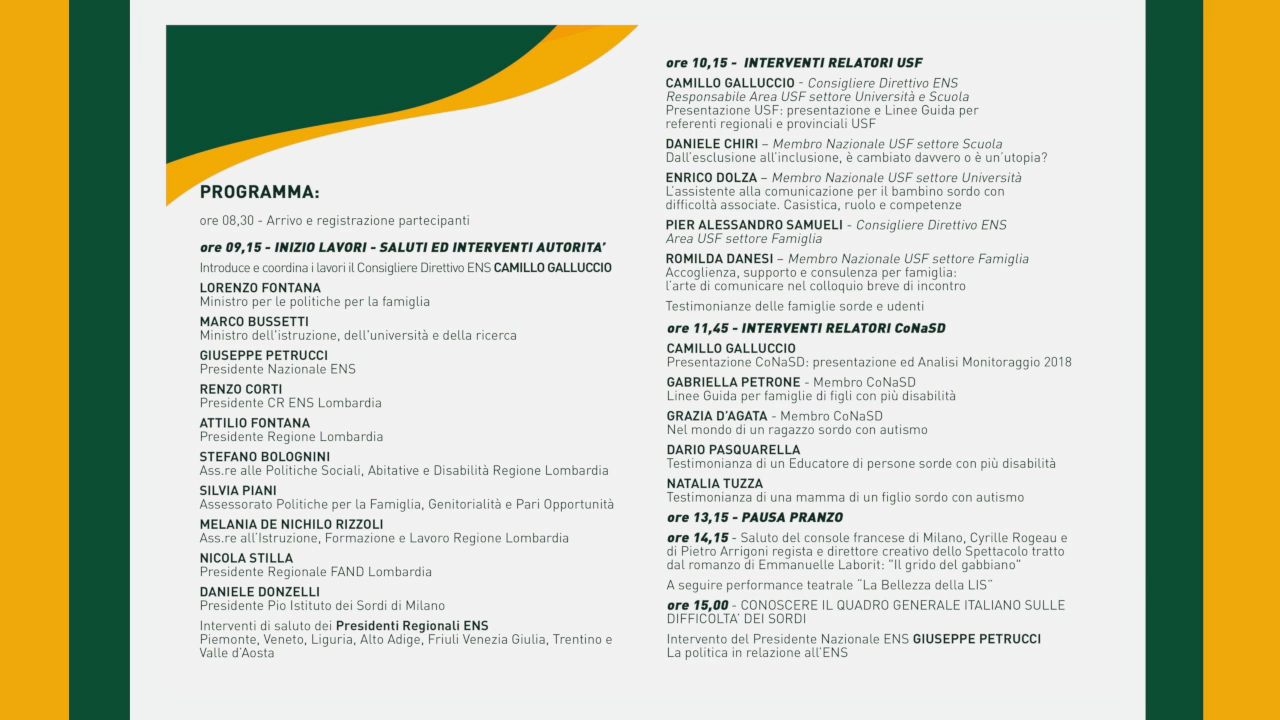 PROGRAMMA:
ore 08,30 - Arrivo e registrazione partecipanti
ore 09,15 - INIZIO LAVORI - SALUTI ED INTERVENTI AUTORITA’
Introduce e coordina i lavori il Consigliere Direttivo ENS CAMILLO GALLUCCIO
LORENZO FONTANA
Ministro per le politiche per la famiglia
MARCO BUSSETTI
Ministro dell'istruzione, dell'università e della ricerca
GIUSEPPE PETRUCCI
Presidente Nazionale ENS
RENZO CORTI
Presidente CR ENS Lombardia
ATTILIO FONTANA
Presidente Regione Lombardia
STEFANO BOLOGNINI
Ass.re alle Politiche Sociali, Abitative e Disabilità Regione Lombardia
SILVIA PIANI
Assessorato Politiche per la Famiglia, Genitorialità e Pari Opportunità
MELANIA DE NICHILO RIZZOLI
Ass.re all’Istruzione, Formazione e Lavoro Regione Lombardia
NICOLA STILLA
Presidente Regionale FAND Lombardia
DANIELE DONZELLI
Presidente Pio Istituto dei Sordi di Milano
Interventi di saluto dei Presidenti Regionali ENS
Piemonte, Veneto, Liguria, Alto Adige, Friuli Venezia Giulia, Trentino e
Valle d’Aosta
ore 10,15 - INTERVENTI RELATORI USF
CAMILLO GALLUCCIO - Consigliere Direttivo ENS
Responsabile Area USF settore Università e Scuola
Presentazione USF: presentazione e Linee Guida per
referenti regionali e provinciali USF
DANIELE CHIRI – Membro Nazionale USF settore Scuola
Dall’esclusione all’inclusione, è cambiato davvero o è un’utopia?
ENRICO DOLZA – Membro Nazionale USF settore Università
L’assistente alla comunicazione per il bambino sordo con
difficoltà associate. Casistica, ruolo e competenze
PIER ALESSANDRO SAMUELI - Consigliere Direttivo ENS
Area USF settore Famiglia
ROMILDA DANESI – Membro Nazionale USF settore Famiglia
Accoglienza, supporto e consulenza per famiglia:
l’arte di comunicare nel colloquio breve di incontro
Testimonianze delle famiglie sorde e udenti
ore 11,45 - INTERVENTI RELATORI CoNaSD
CAMILLO GALLUCCIO
Presentazione CoNaSD: presentazione ed Analisi Monitoraggio 2018
GABRIELLA PETRONE - Membro CoNaSD
Linee Guida per famiglie di figli con più disabilità
GRAZIA D’AGATA - Membro CoNaSD
Nel mondo di un ragazzo sordo con autismo
DARIO PASQUARELLA
Testimonianza di un Educatore di persone sorde con più disabilità
NATALIA TUZZA
Testimonianza di una mamma di un figlio sordo con autismo
ore 13,15 - PAUSA PRANZO
ore 14,15 - Saluto del console francese di Milano, Cyrille Rogeau e
di Pietro Arrigoni regista e direttore creativo dello Spettacolo tratto
dal romanzo di Emmanuelle Laborit: "Il grido del gabbiano"
A seguire performance teatrale “La Bellezza della LIS”
ore 15,00 - CONOSCERE IL QUADRO GENERALE ITALIANO SULLE
DIFFICOLTA’ DEI SORDI
Intervento del Presidente Nazionale ENS GIUSEPPE PETRUCCI
La politica in relazione all’ENS